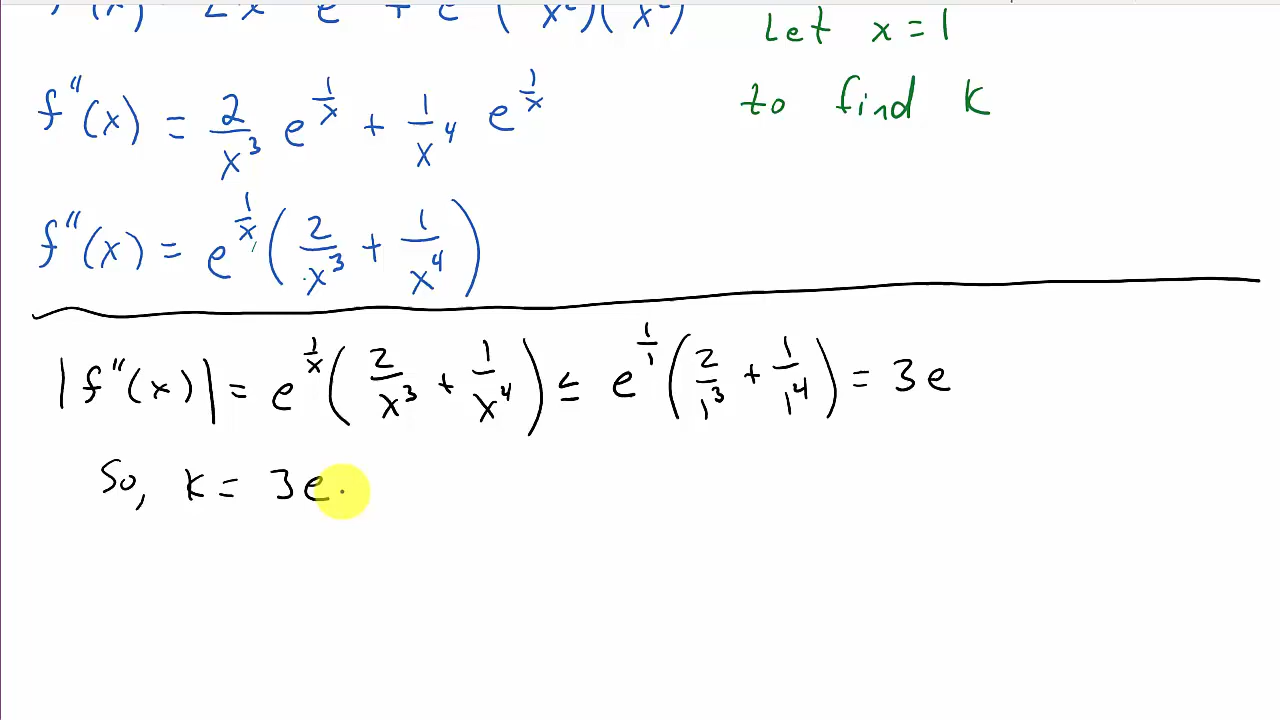 Let x = 1
to find k
f''(x) = 2/x³ e^(1/x) + 1/x⁴ e^(1/x)
f''(x) = e^(1/x) (2/x³ + 1/x⁴)
|f''(x)| = e^(1/x) (2/x³ + 1/x⁴) ≤ e^(1/1) (2/1³ + 1/1⁴) = 3e
So, k = 3e.